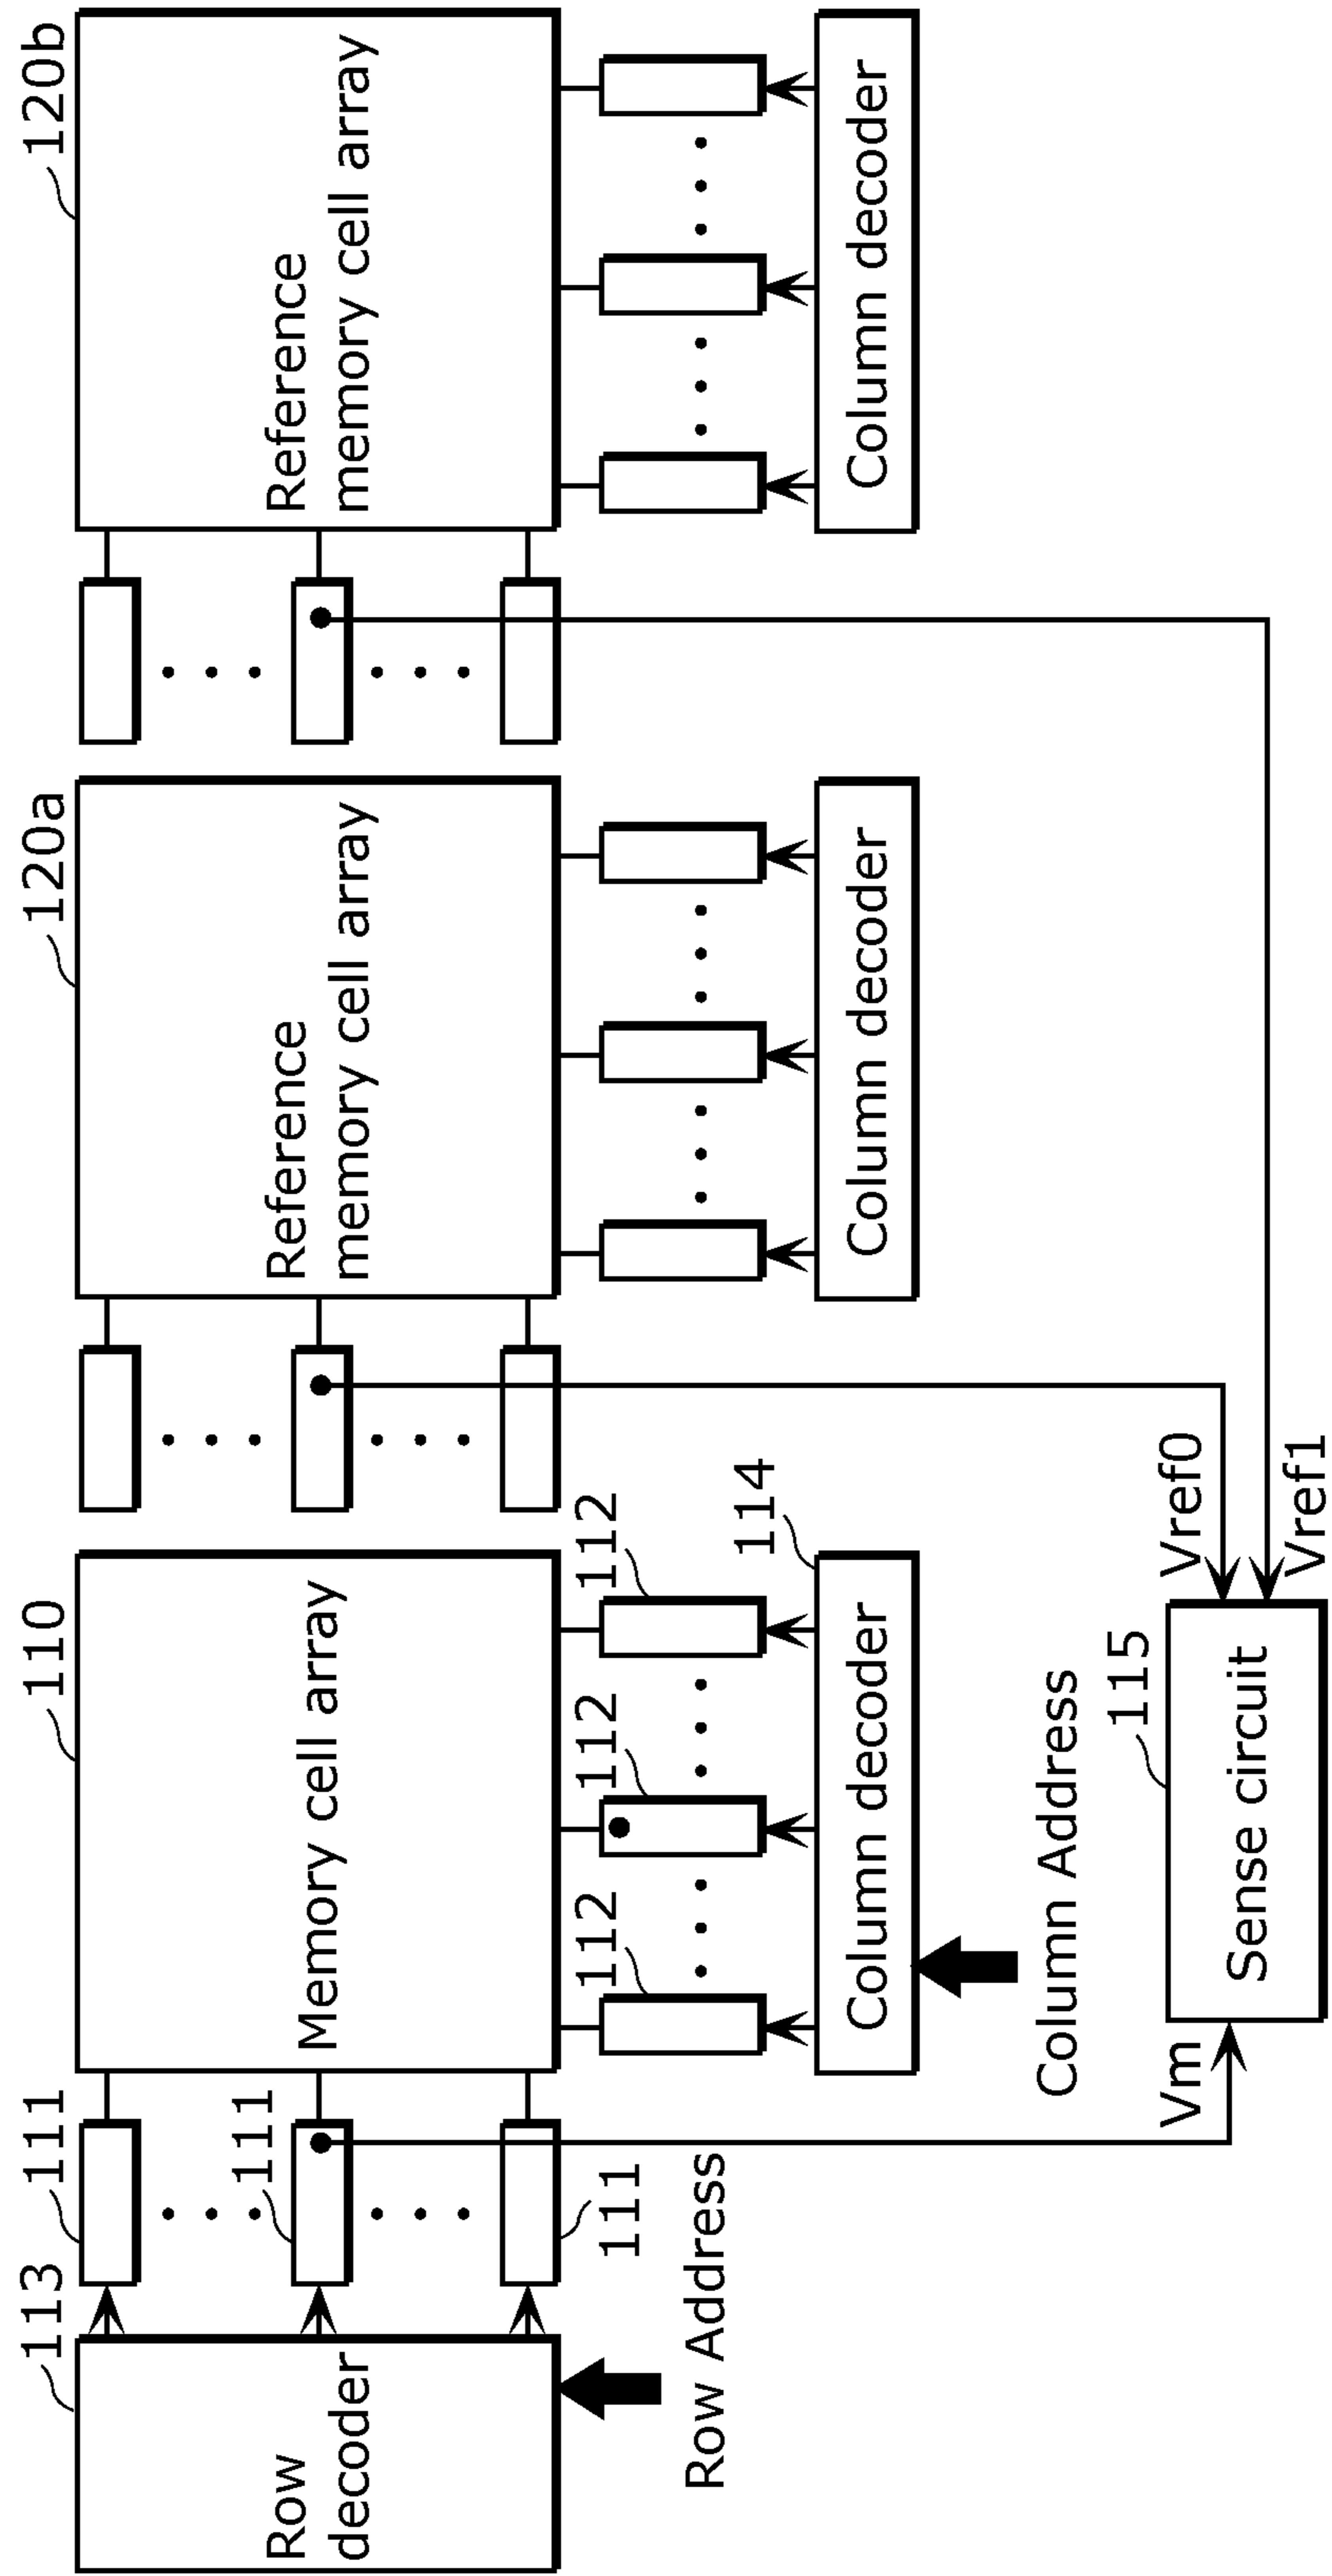 113
111
110
120a
120b
Row
decoder
111
Memory cell array
Reference
memory cell array
Reference
memory cell array
111
112
112
112
Row Address
114
Column decoder
Column decoder
Column decoder
Column Address
115
Vm
Sense circuit
Vref0
Vref1